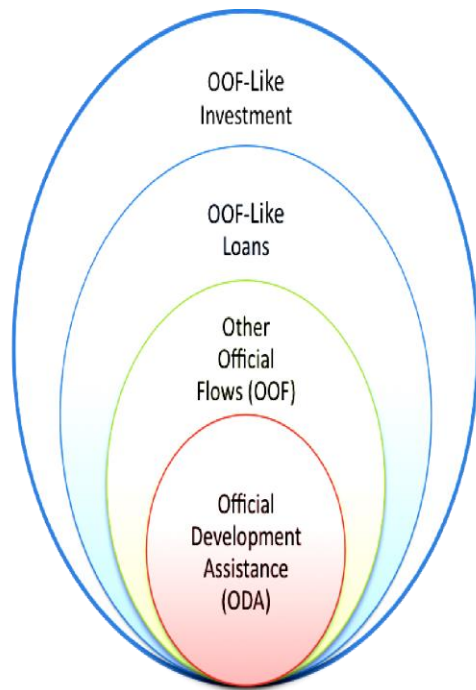 OOF-Like
Investment
OOF-Like
Loans
Other
Official
Flows (OOF)
Official
Development
Assistance
(ODA)